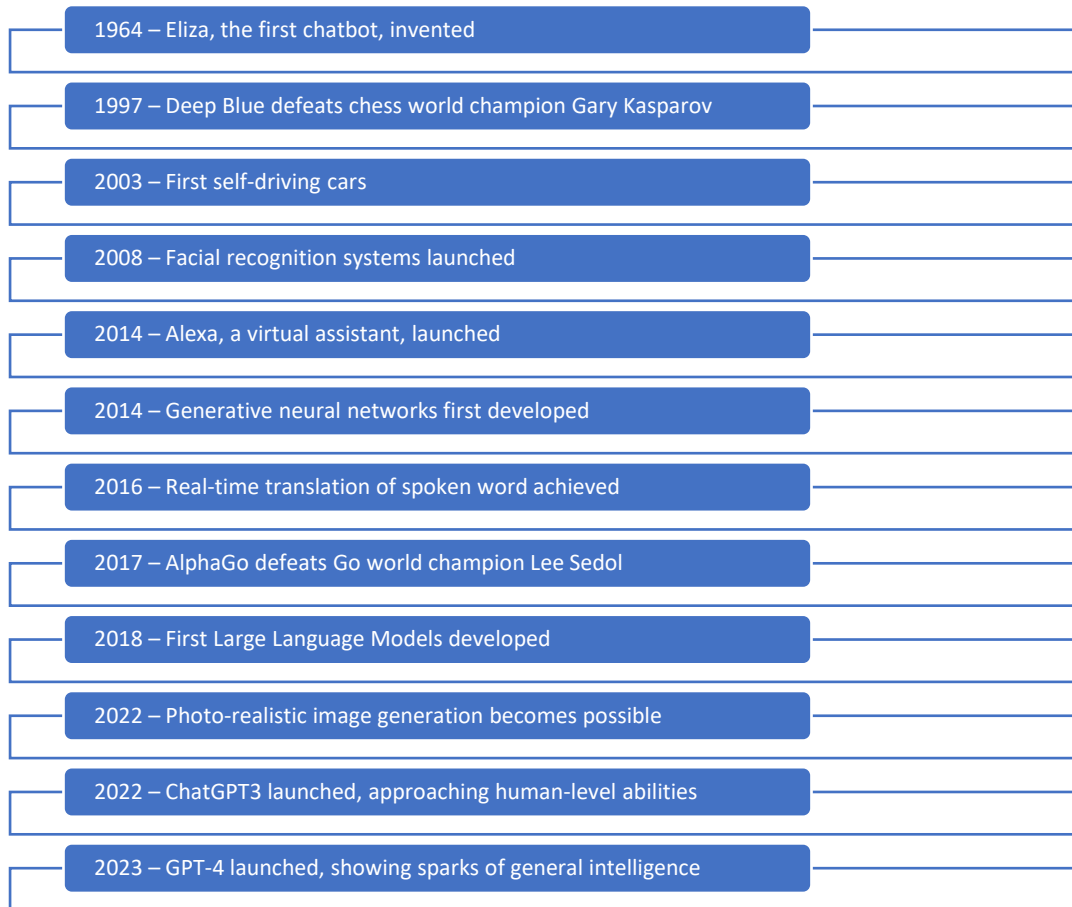 1964 – Eliza, the first chatbot, invented
1997 – Deep Blue defeats chess world champion Gary Kasparov
2003 – First self-driving cars
2008 – Facial recognition systems launched
2014 – Alexa, a virtual assistant, launched
2014 – Generative neural networks first developed
2016 – Real-time translation of spoken word achieved
2017 – AlphaGo defeats Go world champion Lee Sedol
2018 – First Large Language Models developed
2022 – Photo-realistic image generation becomes possible
2022 – ChatGPT3 launched, approaching human-level abilities
2023 – GPT-4 launched, showing sparks of general intelligence